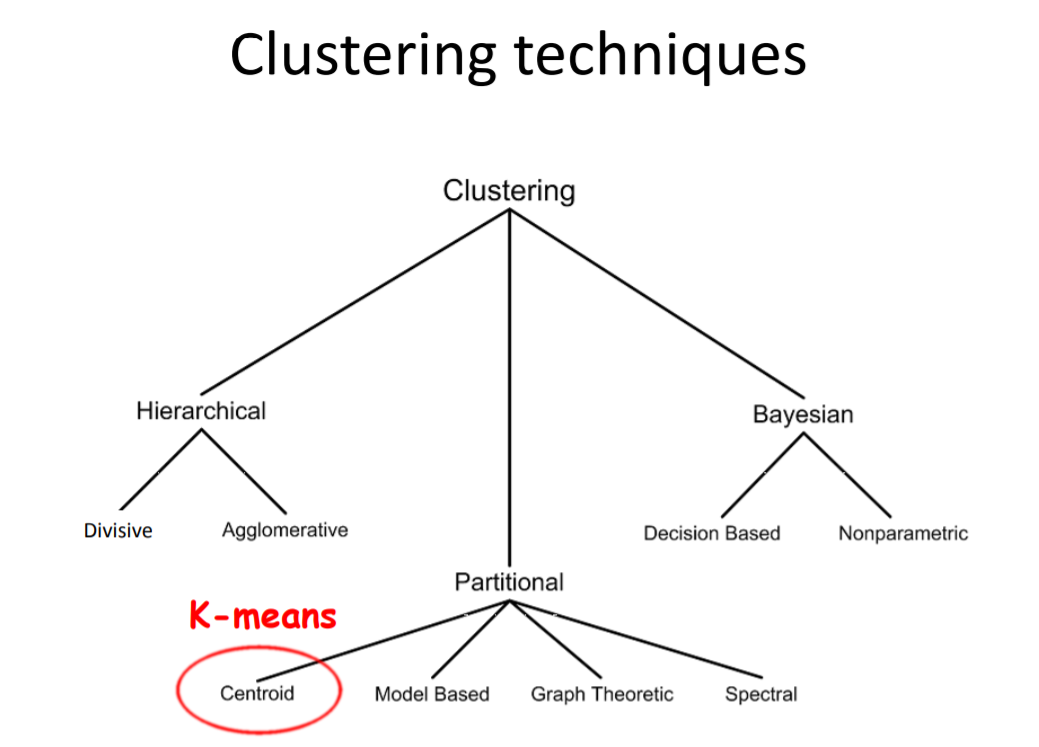 Clustering techniques
Clustering
Hierarchical
Bayesian
Divisive
Agglomerative
Decision Based
Nonparametric
Partitional
K-means
Centroid
Model Based
Graph Theoretic
Spectral